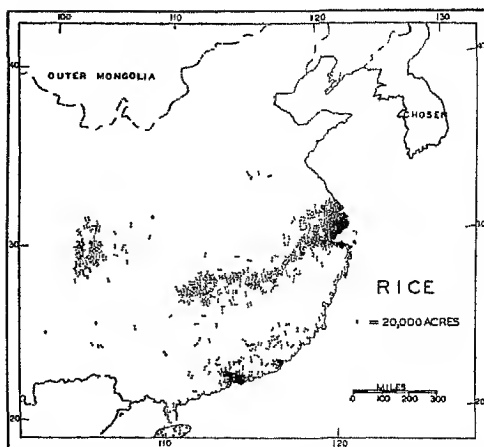 100 110 120 130
40
OUTER MONGOLIA
CHOSEN
30
RICE
= 20,000 ACRES
MILES
0 100 200 300
20
110 120